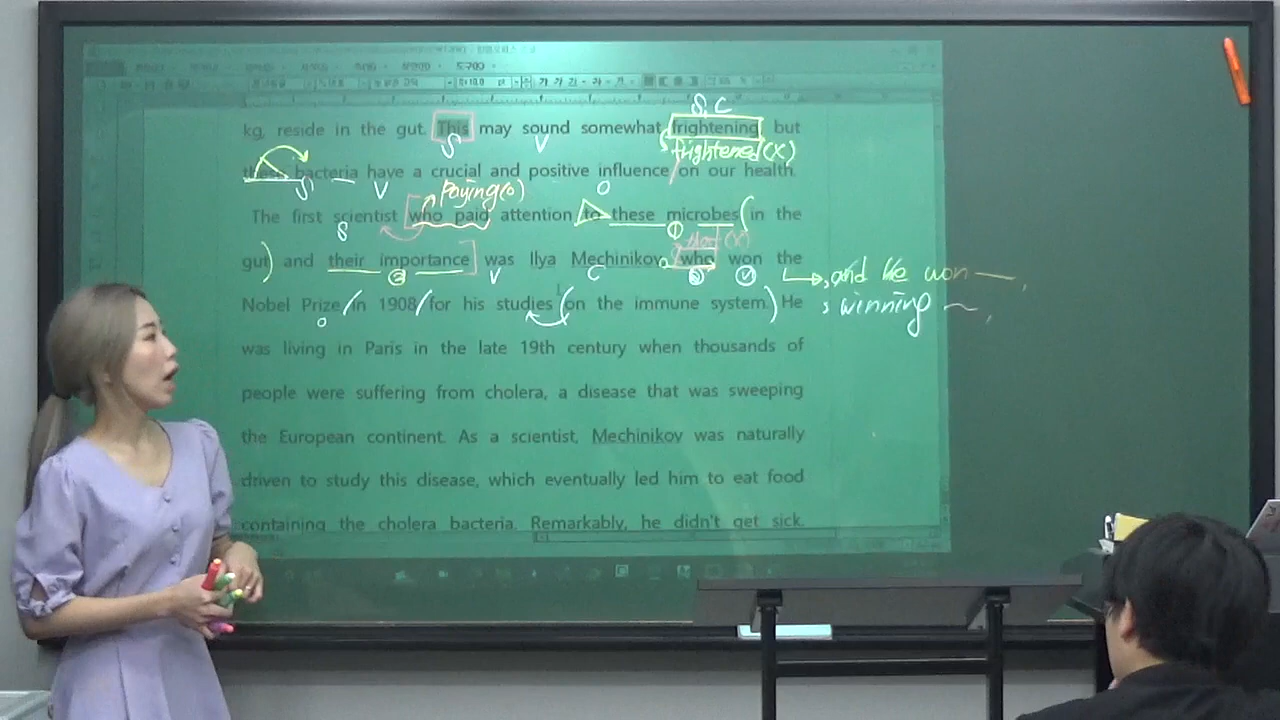 S.C
kg, reside in the gut. This may sound somewhat frightening, but
S V frightened(X)
these bacteria have a crucial and positive influence on our health.
S V paying(o) O
The first scientist who paid attention to these microbes in the
S ①
gut and their importance was Ilya Mechinikov, who won the
② V C ⓢ ⓥ , and he won
Nobel Prize in 1908 for his studies on the immune system. He
o , winning ~ ,
was living in Paris in the late 19th century when thousands of
people were suffering from cholera, a disease that was sweeping
the European continent. As a scientist, Mechinikov was naturally
driven to study this disease, which eventually led him to eat food
containing the cholera bacteria. Remarkably, he didn't get sick.